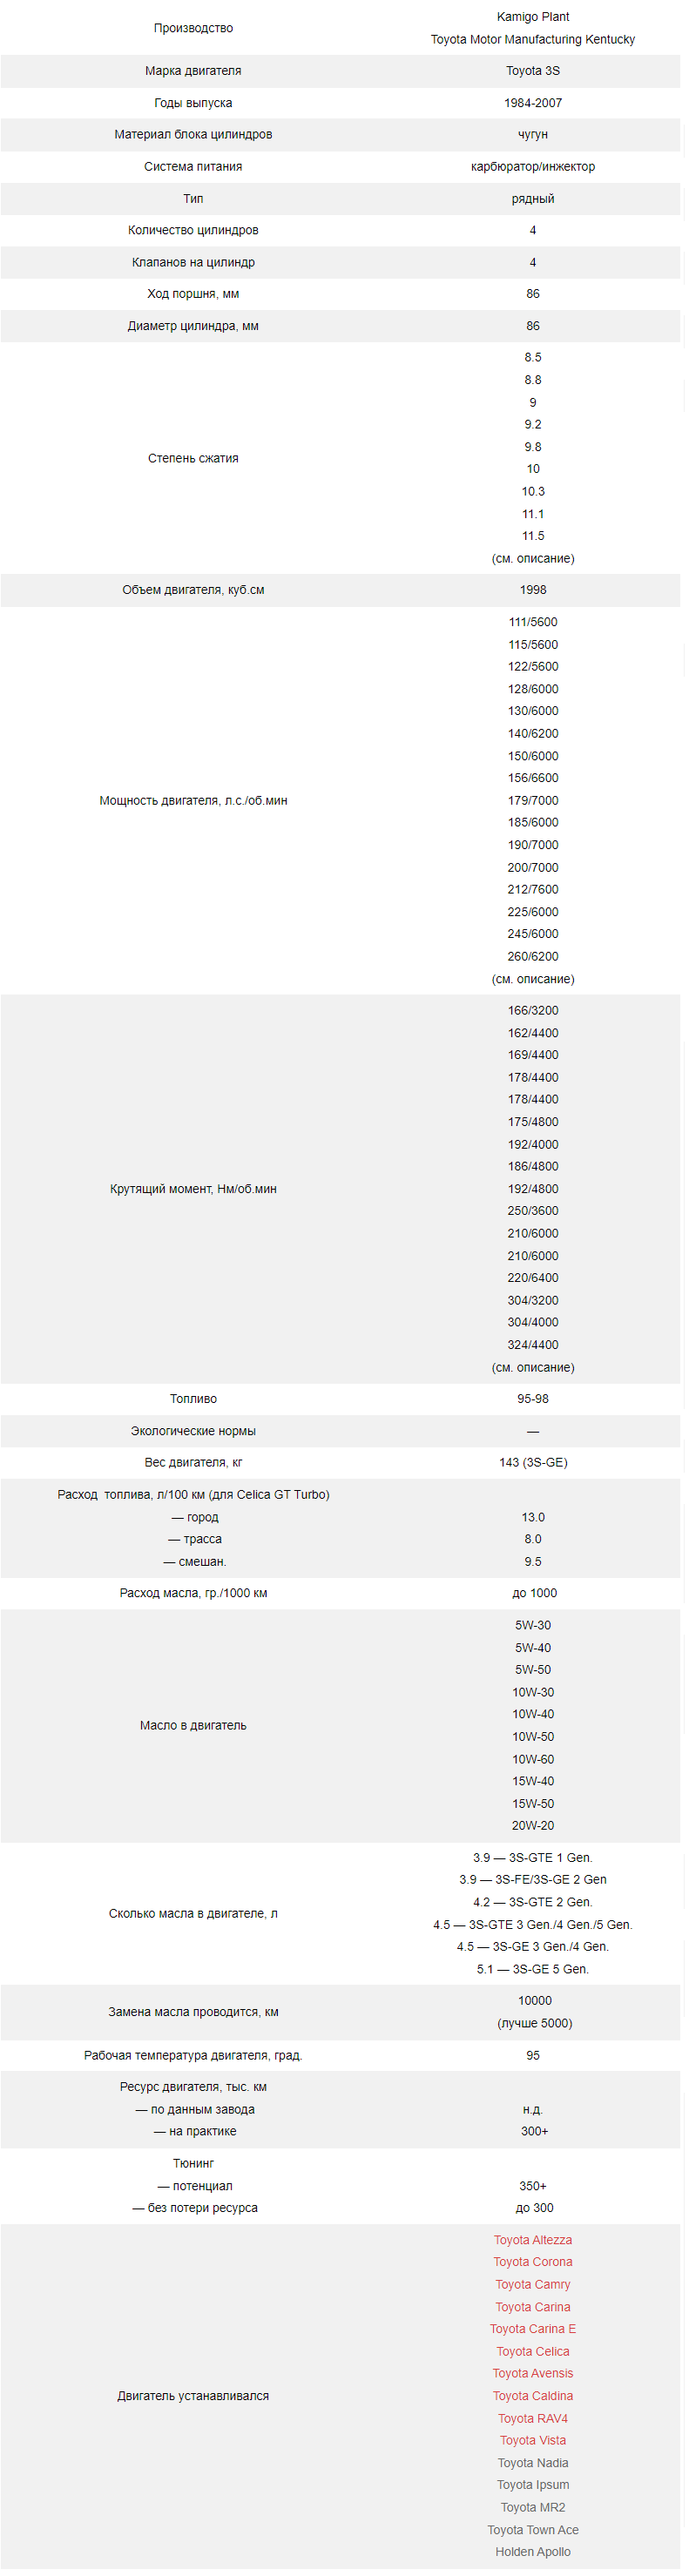 Производство
Kamigo Plant
Toyota Motor Manufacturing Kentucky
Марка двигателя
Toyota 3S
Годы выпуска
1984-2007
Материал блока цилиндров
чугун
Система питания
карбюратор/инжектор
Тип
рядный
Количество цилиндров
4
Клапанов на цилиндр
4
Ход поршня, мм
86
Диаметр цилиндра, мм
86
Степень сжатия
8.5
8.8
9
9.2
9.8
10
10.3
11.1
11.5
(см. описание)
Объем двигателя, куб.см
1998
Мощность двигателя, л.с./об.мин
111/5600
115/5600
122/5600
128/6000
130/6000
140/6200
150/6000
156/6600
179/7000
185/6000
190/7000
200/7000
212/7600
225/6000
245/6000
260/6200
(см. описание)
Крутящий момент, Нм/об.мин
166/3200
162/4400
169/4400
178/4400
178/4400
175/4800
192/4000
186/4800
192/4800
250/3600
210/6000
210/6000
220/6400
304/3200
304/4000
324/4400
(см. описание)
Топливо
95-98
Экологические нормы
—
Вес двигателя, кг
143 (3S-GE)
Расход  топлива, л/100 км (для Celica GT Turbo)
— город
13.0
— трасса
8.0
— смешан.
9.5
Расход масла, гр./1000 км
до 1000
Масло в двигатель
5W-30
5W-40
5W-50
10W-30
10W-40
10W-50
10W-60
15W-40
15W-50
20W-20
Сколько масла в двигателе, л
3.9 — 3S-GTE 1 Gen.
3.9 — 3S-FE/3S-GE 2 Gen
4.2 — 3S-GTE 2 Gen.
4.5 — 3S-GTE 3 Gen./4 Gen./5 Gen.
4.5 — 3S-GE 3 Gen./4 Gen.
5.1 — 3S-GE 5 Gen.
Замена масла проводится, км
10000
(лучше 5000)
Рабочая температура двигателя, град.
95
Ресурс двигателя, тыс. км
— по данным завода
н.д.
— на практике
300+
Тюнинг
— потенциал
350+
— без потери ресурса
до 300
Двигатель устанавливался
Toyota Altezza
Toyota Corona
Toyota Camry
Toyota Carina
Toyota Carina E
Toyota Celica
Toyota Avensis
Toyota Caldina
Toyota RAV4
Toyota Vista
Toyota Nadia
Toyota Ipsum
Toyota MR2
Toyota Town Ace
Holden Apollo